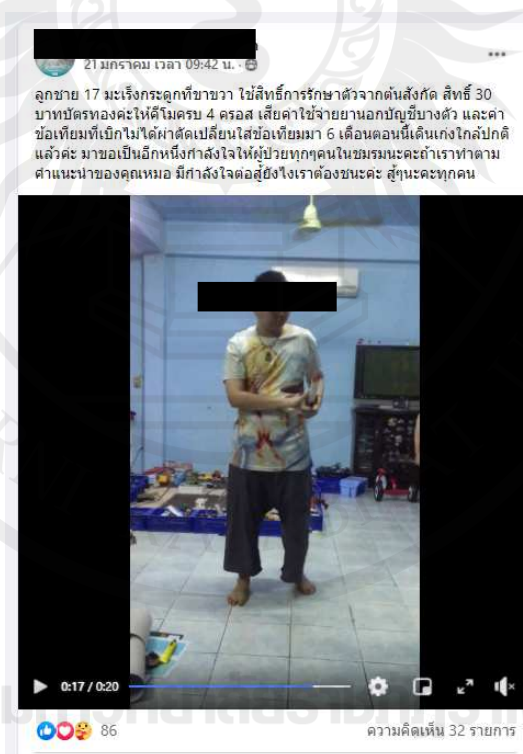 21 มกราคม เวลา 09:42 น. ·
ลูกชาย 17 มะเร็งกระดูกที่ขาขวา ใช้สิทธิ์การรักษาตัวจากต้นสังกัด สิทธิ์ 30
บาทบัตรทองค่ะให้คีโมครบ 4 ครอส เสียค่าใช้จ่ายยานอกบัญชีบางตัว และค่า
ข้อเทียมที่เบิกไม่ได้ผ่าตัดเปลี่ยนใส่ข้อเทียมมา 6 เดือนตอนนี้เดินเก่งใกล้ปกติ
แล้วค่ะ มาขอเป็นอีกหนึ่งกำลังใจให้ผู้ป่วยทุกๆคนในชมรมนะคะถ้าเราทำตาม
คำแนะนำของคุณหมอ มีกำลังใจต่อสู้ยังไงเราต้องชนะค่ะ สู้ๆนะคะทุกคน
0:17 / 0:20
86
ความคิดเห็น 32 รายการ